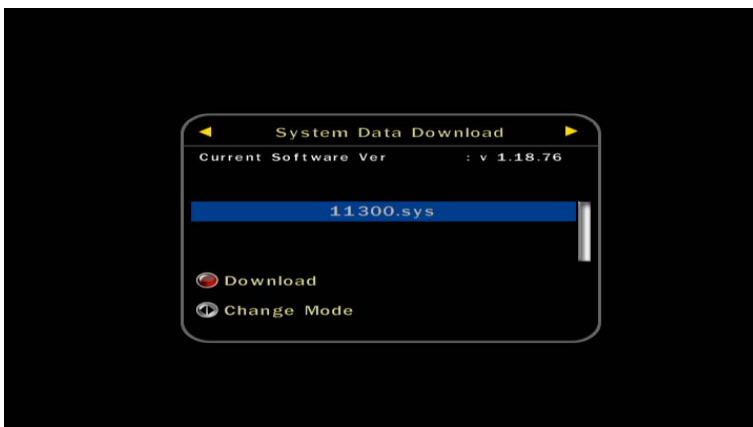 System Data Download
Current Software Ver : v 1.18.76
11300.sys
Download
Change Mode